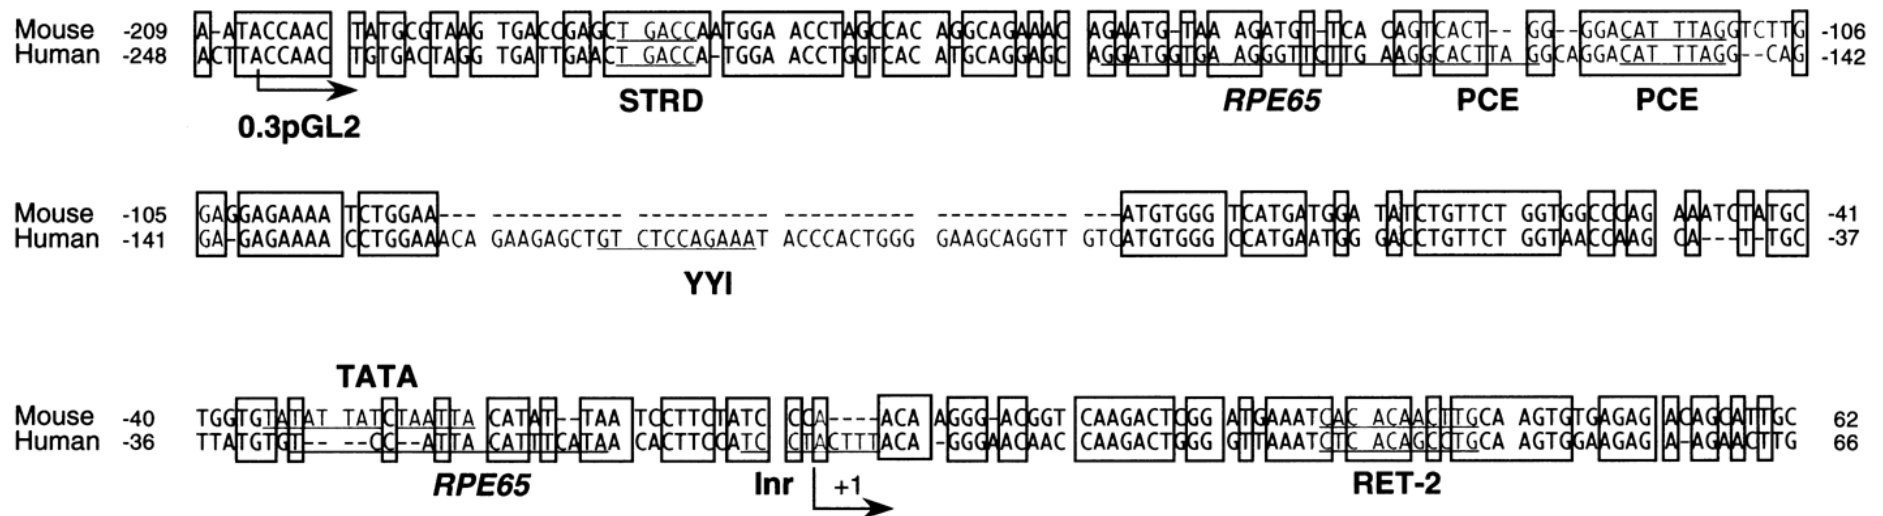 Mouse -209 A-ATACCAAC TATGCGTAAG TGACCGAGCT GACCAATGGA ACCTAGCCAC AGGCAGAAAC AGAATG-TAA AGATGT-TCA CAGTCACT-- GG--GGACAT TTAGGTCTTG -106
Human -248 ACTTACCAAC TGTGACTAGG TGATTGAACT GACCA-TGGA ACCTGGTCAC ATGCAGGAGC AGGATGGTGA AGGGTTCTTG AAGGCACTTA GGCAGGACAT TTAGG--CAG -142
STRD RPE65 PCE PCE
0.3pGL2
Mouse -105 GAGGAGAAAA TCTGGAA--- ---------- ---------- ---------- ---------- ---ATGTGGG TCATGATGGA TATCTGTTCT GGTGGCCCAG AAATCTATGC -41
Human -141 GA-GAGAAAA CCTGGAAACA GAAGAGCTGT CTCCAGAAAT ACCCACTGGG GAAGCAGGTT GTCATGTGGG CCATGAATGG GACCTGTTCT GGTAACCAAG CA---T-TGC -37
YYI
TATA
Mouse -40 TGGTGTATAT TATCTAATTA CATAT--TAA TCCTTCTATC CCA----ACA AGGG-ACGGT CAAGACTCGG ATGAAATCAC ACAACTTGCA AGTGTGAGAG ACAGCATTTGC 62
Human -36 TTATGTGT-- --CC--ATTA CATTTCATAA CACTTCCATC CTACTTTACA -GGGAACAAC CAAGACTGGG GTTAAATCTC ACAGCCTGCA AGTGGAAGAG A-AGAACTTG 66
RPE65 Inr +1 RET-2